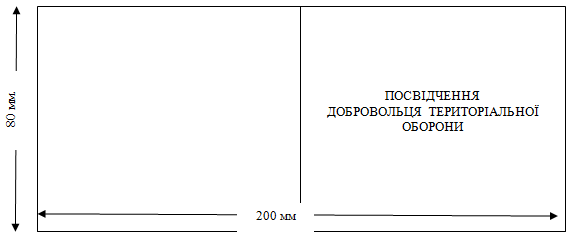 80 мм.
ПОСВІДЧЕННЯ
ДОБРОВОЛЬЦЯ ТЕРИТОРІАЛЬНОЇ
ОБОРОНИ
200 мм